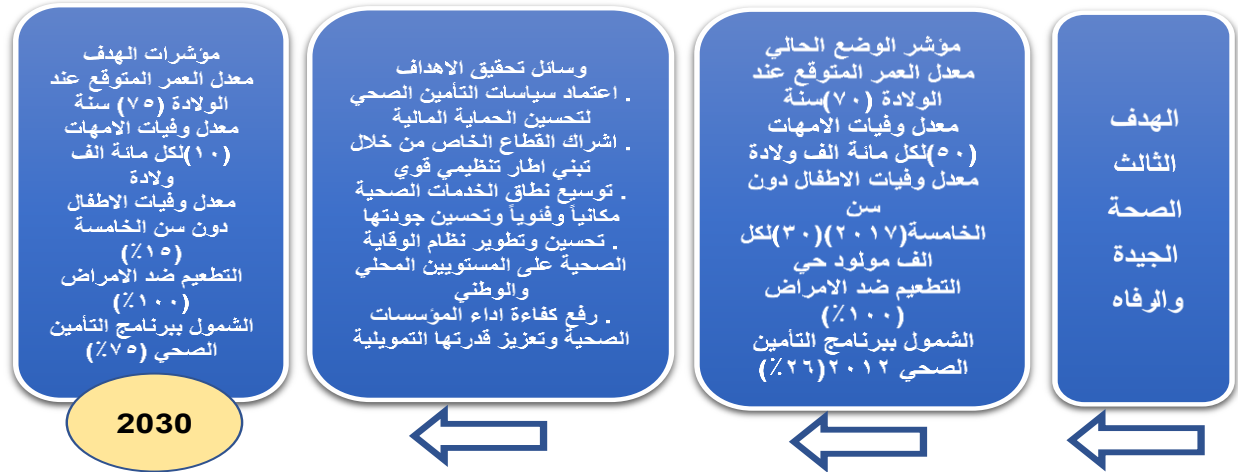 الهدف
الثالث
الصحة
الجيدة
والرفاه
مؤشر الوضع الحالي
معدل العمر المتوقع عند
الولادة (٧٠)سنة
معدل وفيات الامهات
(٥٠)لكل مائة الف ولادة
معدل وفيات الاطفال دون
سن
الخامسة(٢٠١٧)(٣٠)لكل
الف مولود حي
التطعيم ضد الامراض
(١٠٠٪)
الشمول ببرنامج التأمين
الصحي ٢٠١٢(٢٦٪)
وسائل تحقيق الاهداف
. اعتماد سياسات التأمين الصحي
لتحسين الحماية المالية
. اشراك القطاع الخاص من خلال
تبني اطار تنظيمي قوي
. توسيع نطاق الخدمات الصحية
مكانياً وفئوياً وتحسين جودتها
. تحسين وتطوير نظام الوقاية
الصحية على المستويين المحلي
والوطني
. رفع كفاءة اداء المؤسسات
الصحية وتعزيز قدرتها التمويلية
مؤشرات الهدف
معدل العمر المتوقع عند
الولادة (٧٥) سنة
معدل وفيات الامهات
(١٠)لكل مائة الف
ولادة
معدل وفيات الاطفال
دون سن الخامسة
(١٥٪)
التطعيم ضد الامراض
(١٠٠٪)
الشمول ببرنامج التأمين
الصحي (٧٥٪)
2030